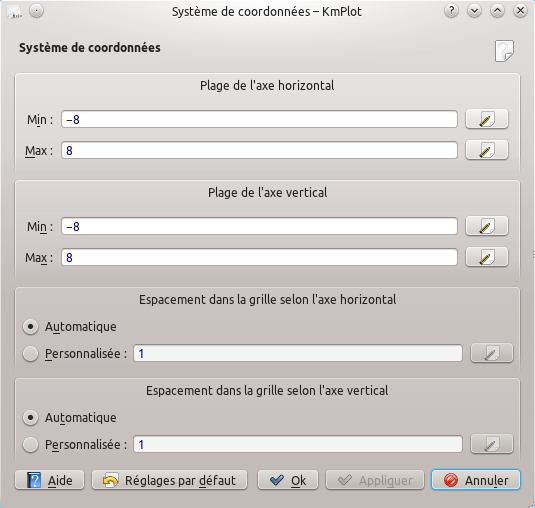 Système de coordonnées – KmPlot
Système de coordonnées
Plage de l'axe horizontal
Min : −8
Max : 8
Plage de l'axe vertical
Min : −8
Max : 8
Espacement dans la grille selon l'axe horizontal
Automatique
Personnalisée : 1
Espacement dans la grille selon l'axe vertical
Automatique
Personnalisée : 1
Aide Réglages par défaut Ok Appliquer Annuler